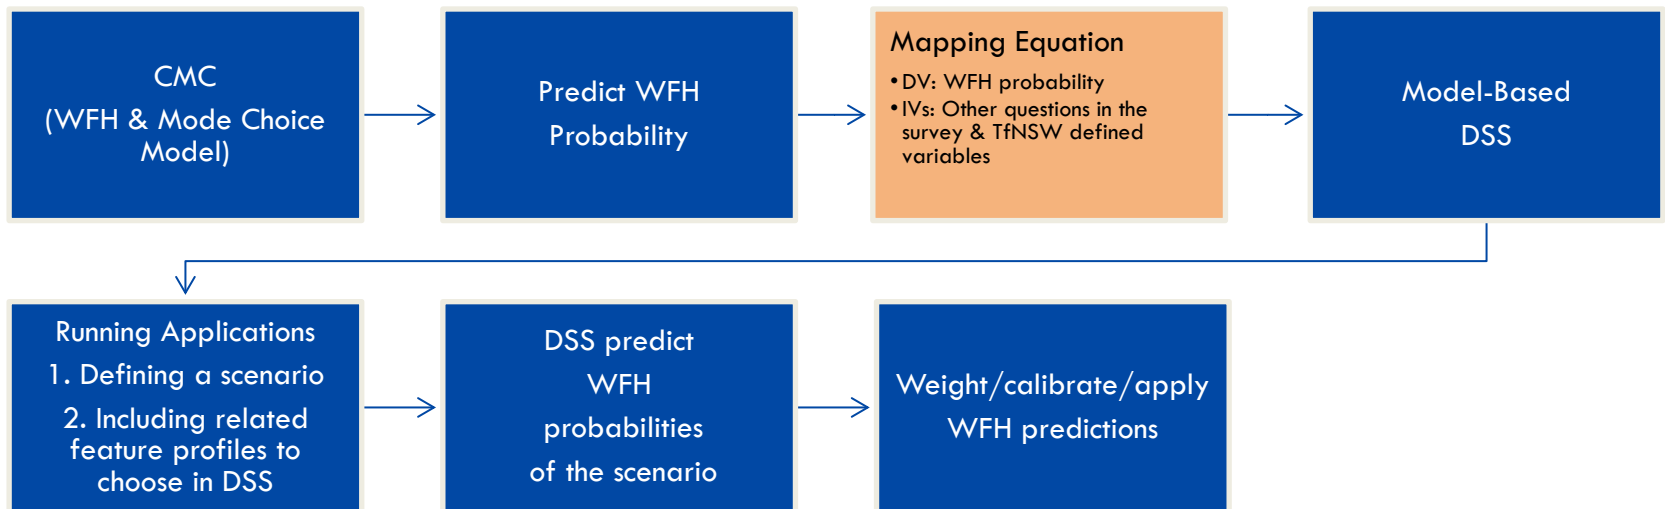 CMC
(WFH & Mode Choice
Model)
Predict WFH
Probability
Mapping Equation
• DV: WFH probability
• IVs: Other questions in the
survey & TfNSW defined
variables
Model-Based
DSS
Running Applications
1. Defining a scenario
2. Including related
feature profiles to
choose in DSS
DSS predict
WFH
probabilities
of the scenario
Weight/calibrate/apply
WFH predictions